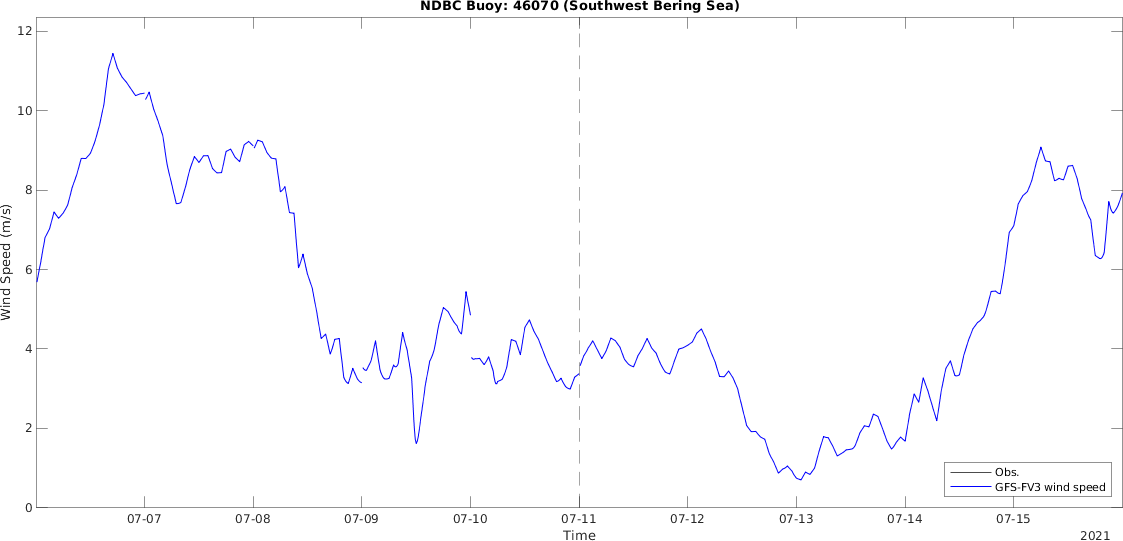 NDBC Buoy: 46070 (Southwest Bering Sea)
12
10
8
6
4
2
0
Wind Speed (m/s)
07-07 07-08 07-09 07-10 07-11 07-12 07-13 07-14 07-15
Time
2021
Obs.
GFS-FV3 wind speed